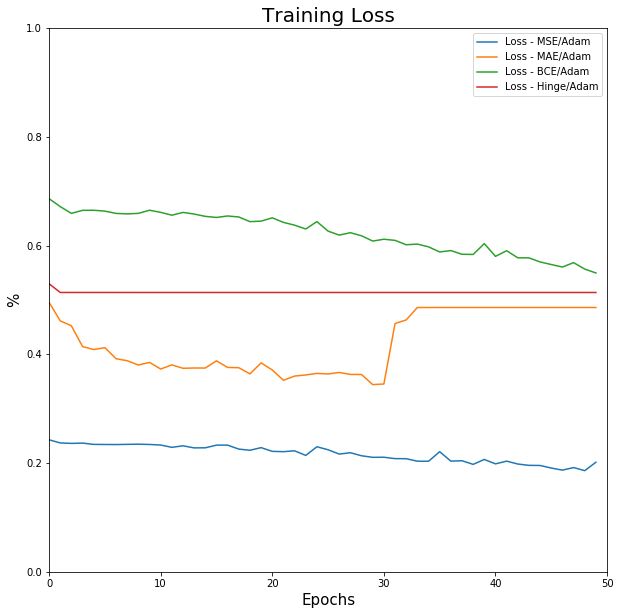 Training Loss
Loss - MSE/Adam
Loss - MAE/Adam
Loss - BCE/Adam
Loss - Hinge/Adam
1.0
0.8
0.6
0.4
0.2
0.0
%
0 10 20 30 40 50
Epochs